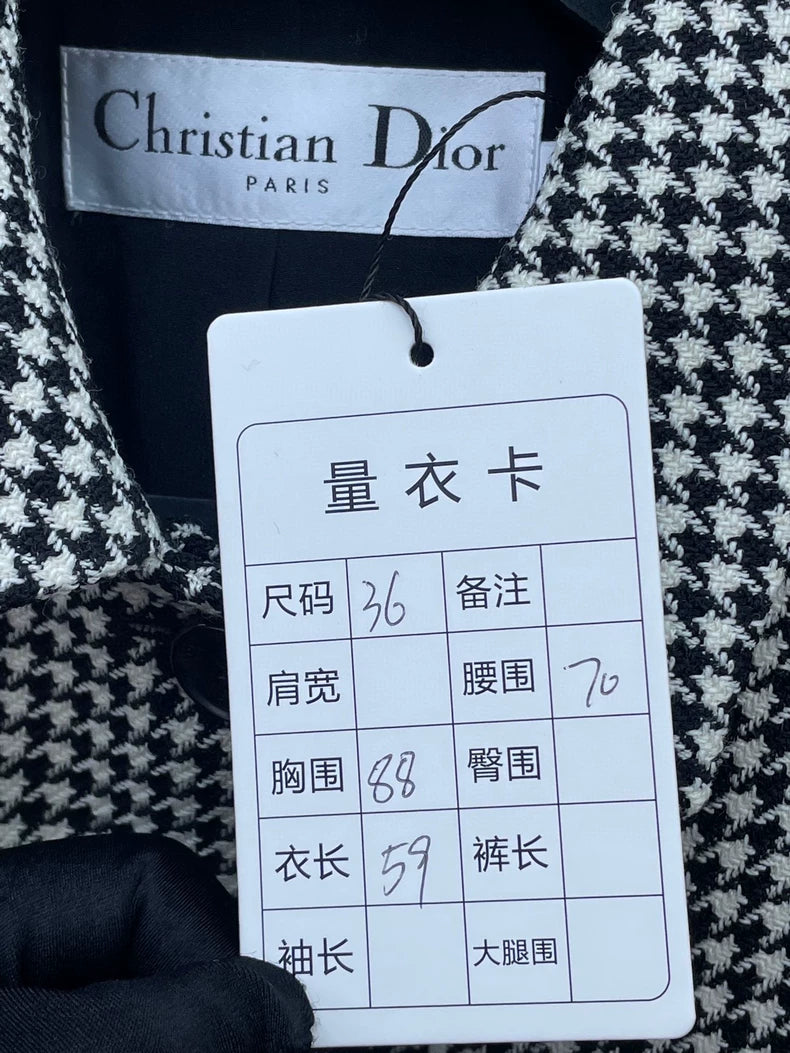 Christian Dior
PARIS
量衣卡
尺码 36 备注
肩宽 腰围 70
胸围 88 臀围
衣长 59 裤长
袖长 大腿围